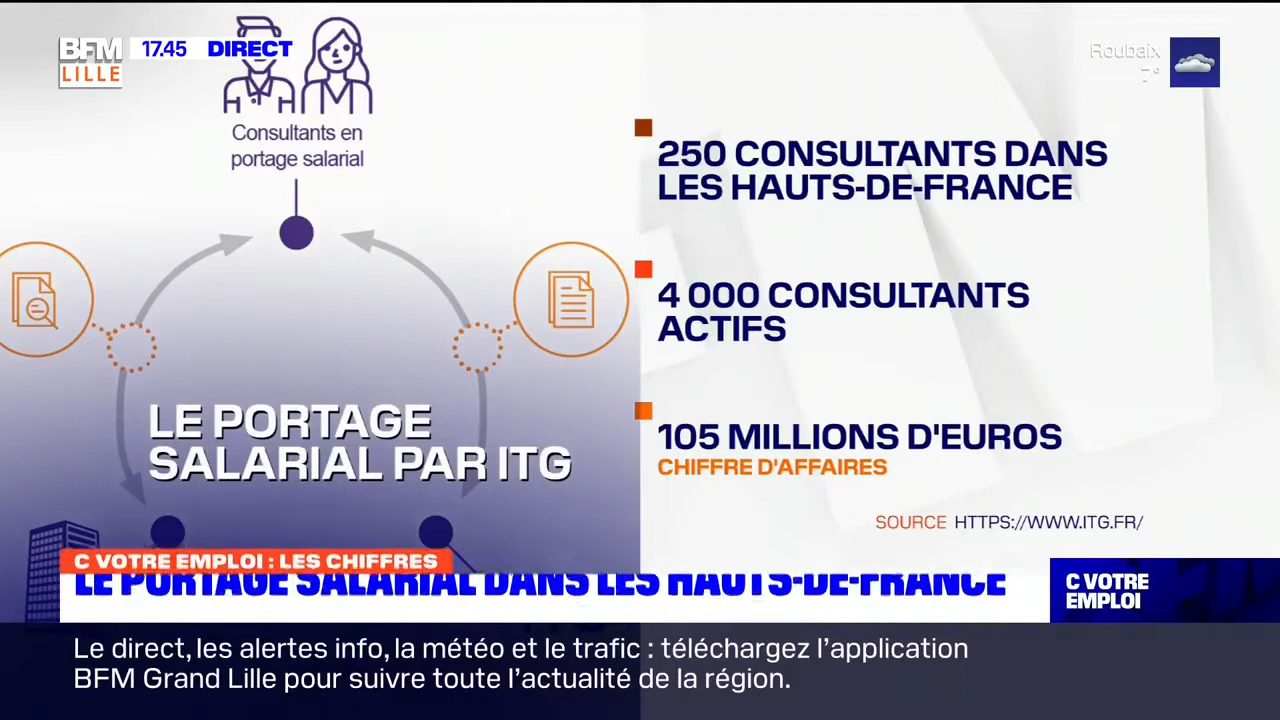 BFM
LILLE
17.45 DIRECT
Roubaix
7°
Consultants en
portage salarial
250 CONSULTANTS DANS
LES HAUTS-DE-FRANCE
4 000 CONSULTANTS
ACTIFS
105 MILLIONS D'EUROS
CHIFFRE D'AFFAIRES
LE PORTAGE
SALARIAL PAR ITG
SOURCE HTTPS://WWW.ITG.FR/
C VOTRE EMPLOI : LES CHIFFRES
LE PORTAGE SALARIAL DANS LES HAUTS-DE-FRANCE
C VOTRE
EMPLOI
Le direct, les alertes info, la météo et le trafic : téléchargez l'application
BFM Grand Lille pour suivre toute l'actualité de la région.